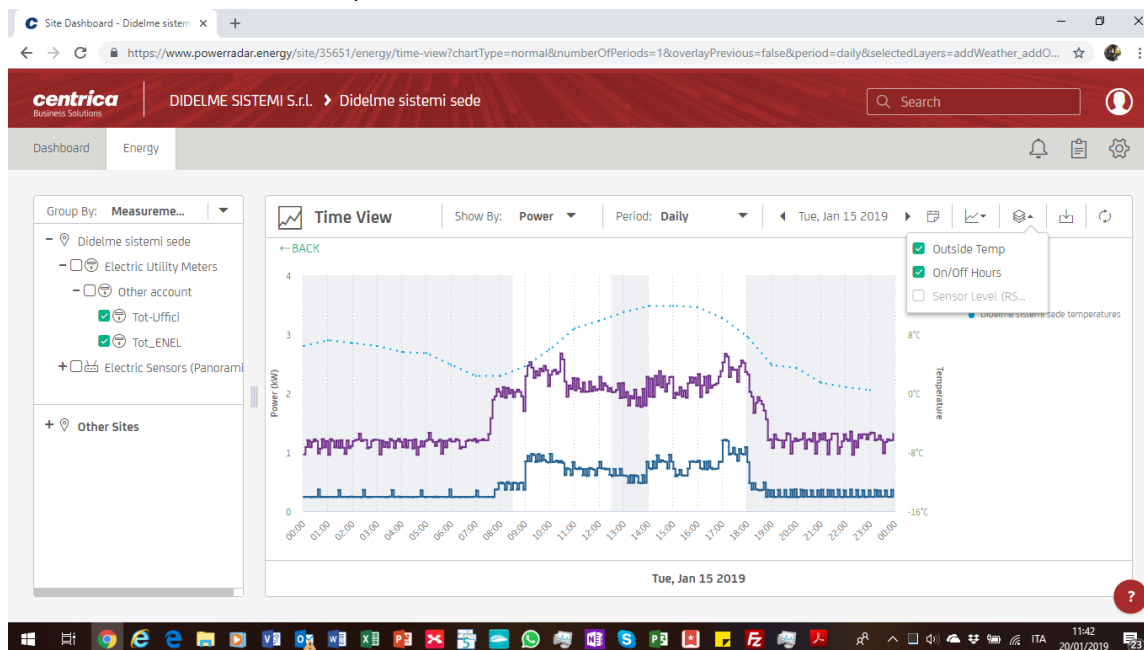 Site Dashboard - Didelme sistem
https://www.powerradar.energy/site/35651/energy/time-view?chartType=normal&numberOfPeriods=1&overlayPrevious=false&period=daily&selectedLayers=addWeather_addO...
centrica
Business Solutions
DIDELME SISTEMI S.r.l. > Didelme sistemi sede
Search
Dashboard Energy
Group By: Measureme...
Time View Show By: Power Period: Daily Tue, Jan 15 2019
Didelme sistemi sede
Electric Utility Meters
Other account
Tot-Uffici
Tot_ENEL
Electric Sensors (Panorami
Other Sites
←BACK
Outside Temp
On/Off Hours
Sensor Level (RS...
Didelme sistemi sede temperatures
4
3
2
1
0
Power (kW)
8°C
0°C
-8°C
-16°C
Temperature
00:00 01:00 02:00 03:00 04:00 05:00 06:00 07:00 08:00 09:00 10:00 11:00 12:00 13:00 14:00 15:00 16:00 17:00 18:00 19:00 20:00 21:00 22:00 23:00 00:00
Tue, Jan 15 2019
?
ITA
11:42
20/01/2019
23